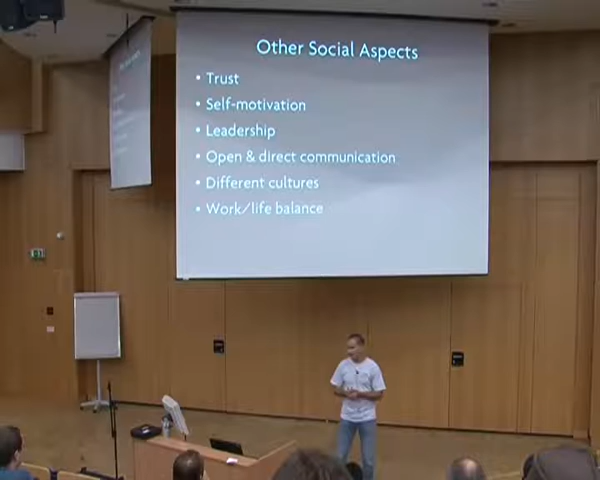 Other Social Aspects
• Trust
• Self-motivation
• Leadership
• Open & direct communication
• Different cultures
• Work/life balance